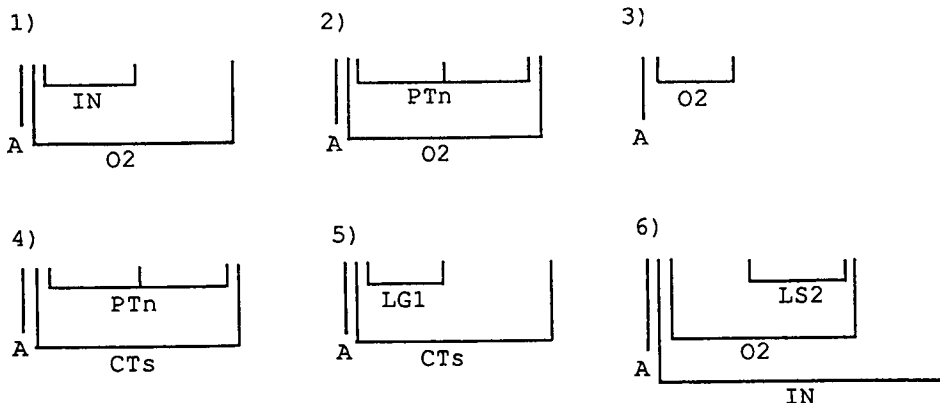 1)
IN
A
O2
2)
PTn
A
O2
3)
O2
A
4)
PTn
A
CTs
5)
LG1
A
CTs
6)
LS2
O2
A
IN